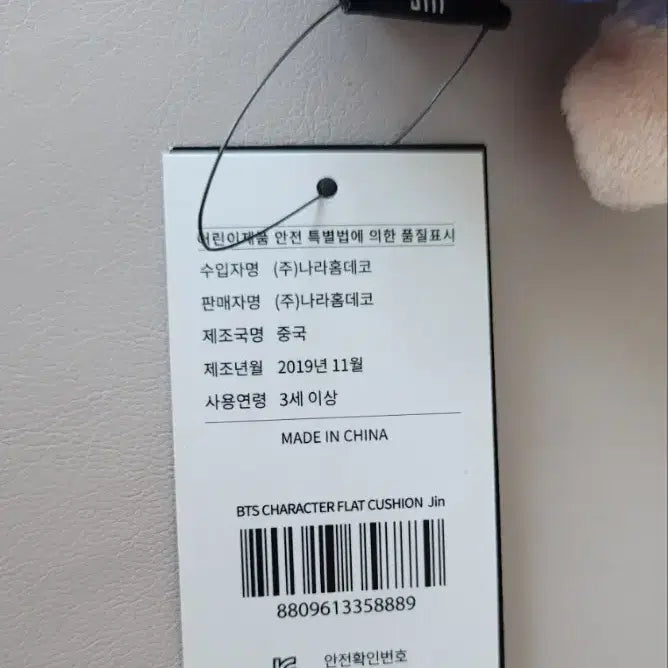 어린이제품 안전 특별법에 의한 품질표시
수입자명 (주)나라홈데코
판매자명 (주)나라홈데코
제조국명 중국
제조년월 2019년 11월
사용연령 3세 이상
MADE IN CHINA
BTS CHARACTER FLAT CUSHION Jin
8809613358889
안전확인번호